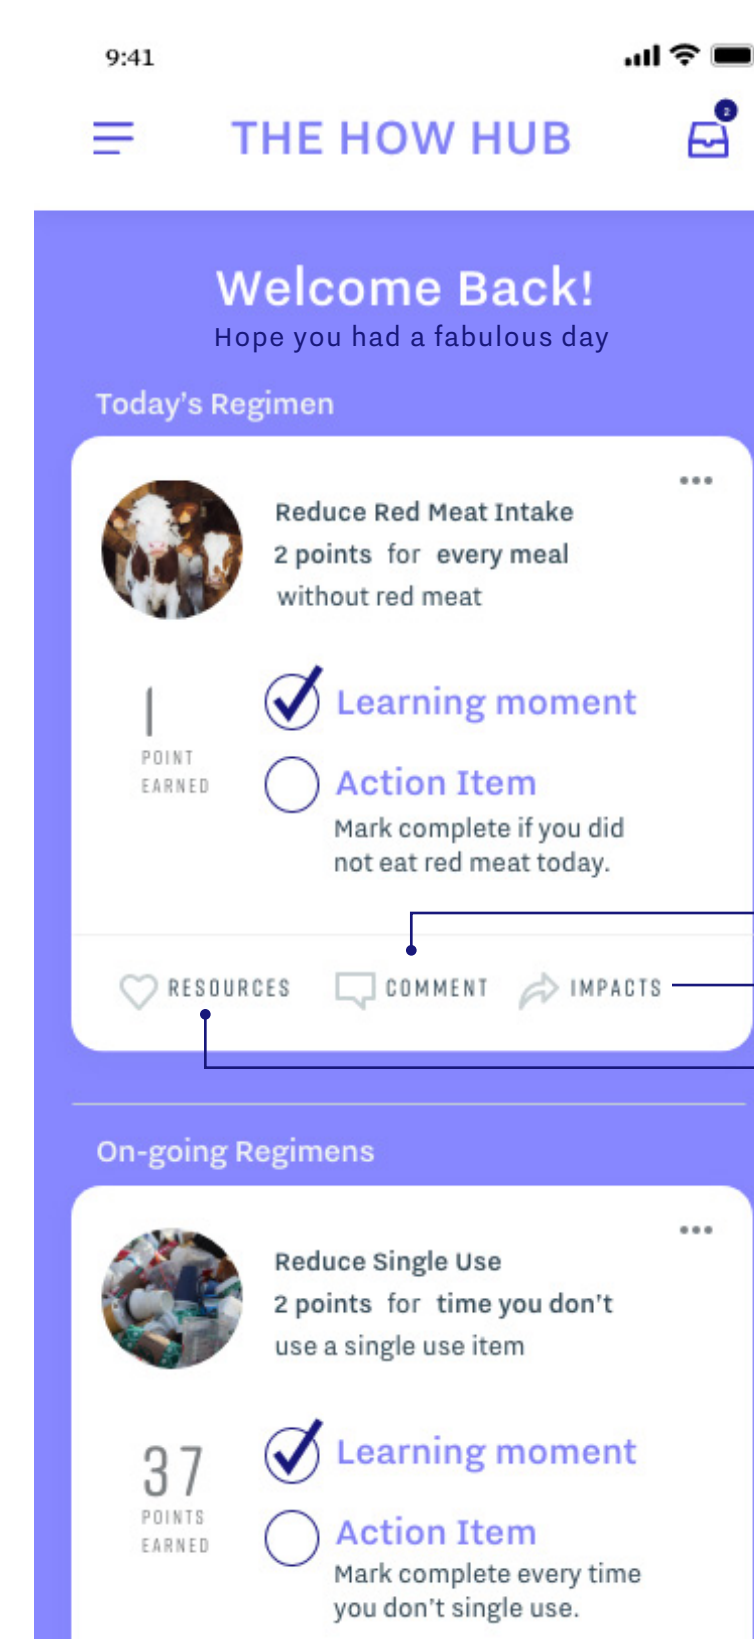 9:41
THE HOW HUB
2
Welcome Back!
Hope you had a fabulous day
Today's Regimen
Reduce Red Meat Intake
2 points for every meal
without red meat
1
POINT
EARNED
Learning moment
Action Item
Mark complete if you did
not eat red meat today.
RESOURCES
COMMENT
IMPACTS
On-going Regimens
Reduce Single Use
2 points for time you don't
use a single use item
37
POINTS
EARNED
Learning moment
Action Item
Mark complete every time
you don't single use.